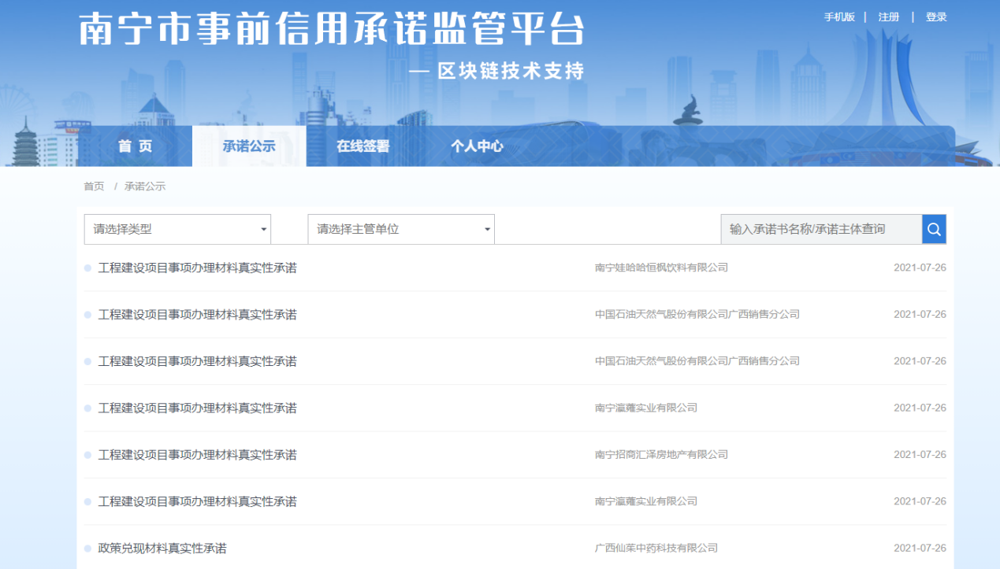 南宁市事前信用承诺监管平台
手机版 | 注册 | 登录
— 区块链技术支持
首 页 承诺公示 在线签署 个人中心
首页 / 承诺公示
请选择类型 请选择主管单位 输入承诺书名称/承诺主体查询
工程建设项目事项办理材料真实性承诺 南宁娃哈哈恒枫饮料有限公司 2021-07-26
工程建设项目事项办理材料真实性承诺 中国石油天然气股份有限公司广西销售分公司 2021-07-26
工程建设项目事项办理材料真实性承诺 中国石油天然气股份有限公司广西销售分公司 2021-07-26
工程建设项目事项办理材料真实性承诺 南宁瀛蘿实业有限公司 2021-07-26
工程建设项目事项办理材料真实性承诺 南宁招商汇泽房地产有限公司 2021-07-26
工程建设项目事项办理材料真实性承诺 南宁瀛蘿实业有限公司 2021-07-26
政策兑现材料真实性承诺 广西仙茱中药科技有限公司 2021-07-26